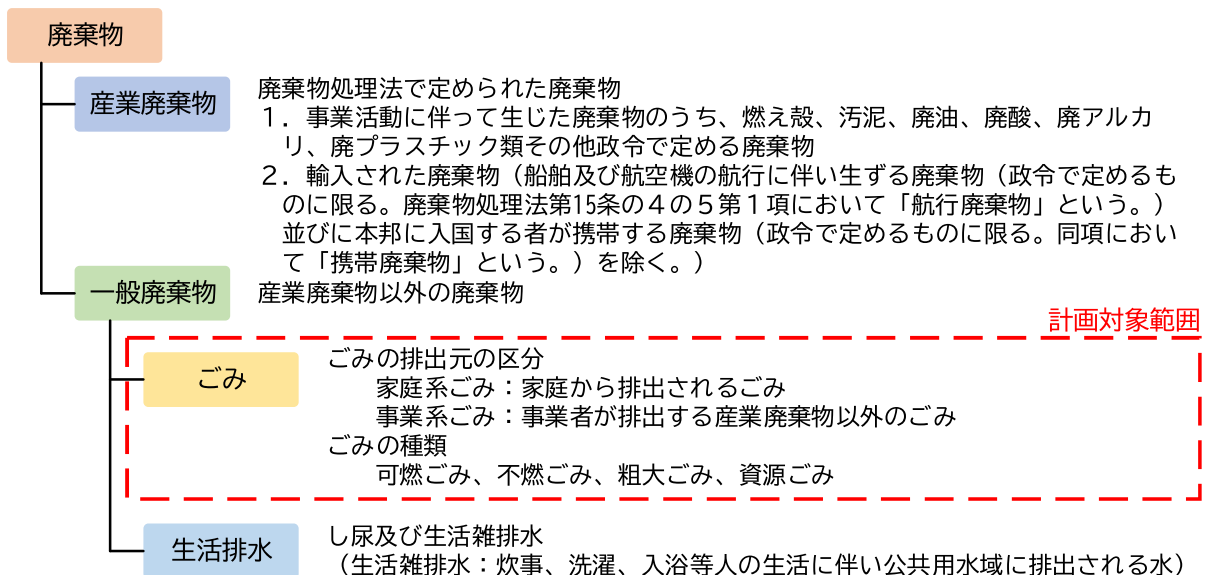 廃棄物
産業廃棄物
廃棄物処理法で定められた廃棄物
１．事業活動に伴って生じた廃棄物のうち、燃え殻、汚泥、廃油、廃酸、廃アルカ
リ、廃プラスチック類その他政令で定める廃棄物
２．輸入された廃棄物（船舶及び航空機の航行に伴い生ずる廃棄物（政令で定めるも
のに限る。廃棄物処理法第15条の４の５第１項において「航行廃棄物」という。）
並びに本邦に入国する者が携帯する廃棄物（政令で定めるものに限る。同項におい
て「携帯廃棄物」という。）を除く。）
一般廃棄物
産業廃棄物以外の廃棄物
計画対象範囲
ごみ
ごみの排出元の区分
家庭系ごみ：家庭から排出されるごみ
事業系ごみ：事業者が排出する産業廃棄物以外のごみ
ごみの種類
可燃ごみ、不燃ごみ、粗大ごみ、資源ごみ
生活排水
し尿及び生活雑排水
（生活雑排水：炊事、洗濯、入浴等人の生活に伴い公共用水域に排出される水）